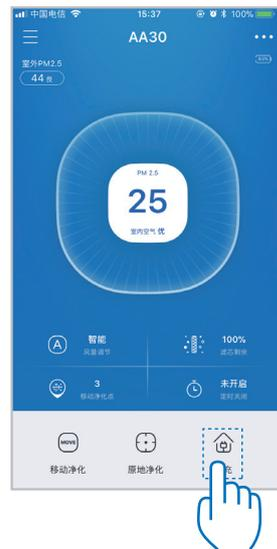 中国电信 15:37 100%
AA30
室外PM2.5
44 良
PM 2.5
25
室内空气 优
智能
风量调节
100%
滤芯剩余
3
移动净化点
未开启
定时关闭
MOVE
移动净化
原地净化
充